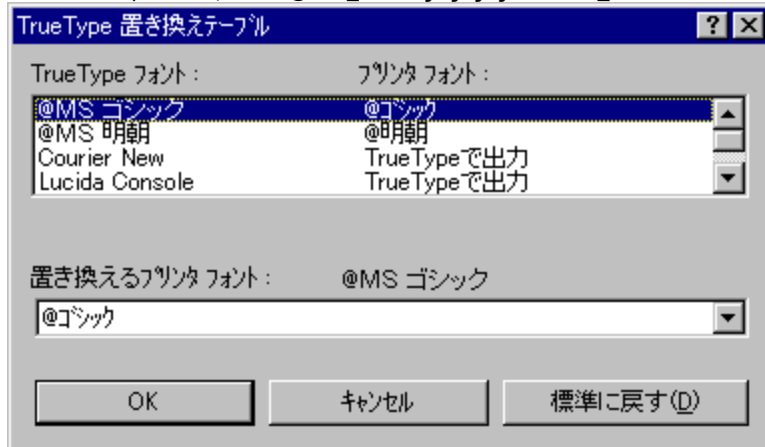 TrueType 置き換えﾃｰﾌﾞﾙ
TrueType ﾌｫﾝﾄ : ﾌﾟﾘﾝﾀ ﾌｫﾝﾄ :
@MS ゴシック @ｺﾞｼｯｸ
@MS 明朝 @明朝
Courier New TrueTypeで出力
Lucida Console TrueTypeで出力
置き換えるﾌﾟﾘﾝﾀ ﾌｫﾝﾄ : @MS ゴシック
@ｺﾞｼｯｸ
OK ｷｬﾝｾﾙ 標準に戻す(D)